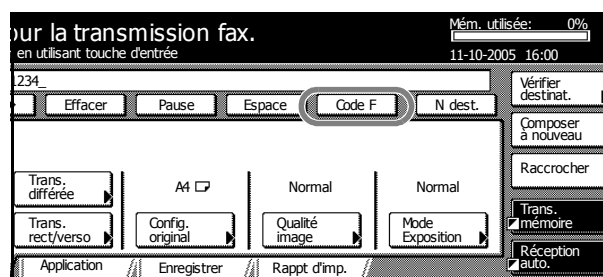 our la transmission fax.
Mém. utilisée: 0%
en utilisant touche d'entrée
11-10-2005 16:00
1234_
Effacer Pause Espace Code F N dest.
Vérifier
destinat.
Composer
à nouveau
Raccrocher
Trans.
différée
A4 Normal Normal
Trans.
rect/verso
Config.
original
Qualité
image
Mode
Exposition
Trans.
mémoire
Réception
auto.
Application Enregistrer Rappt d'imp.